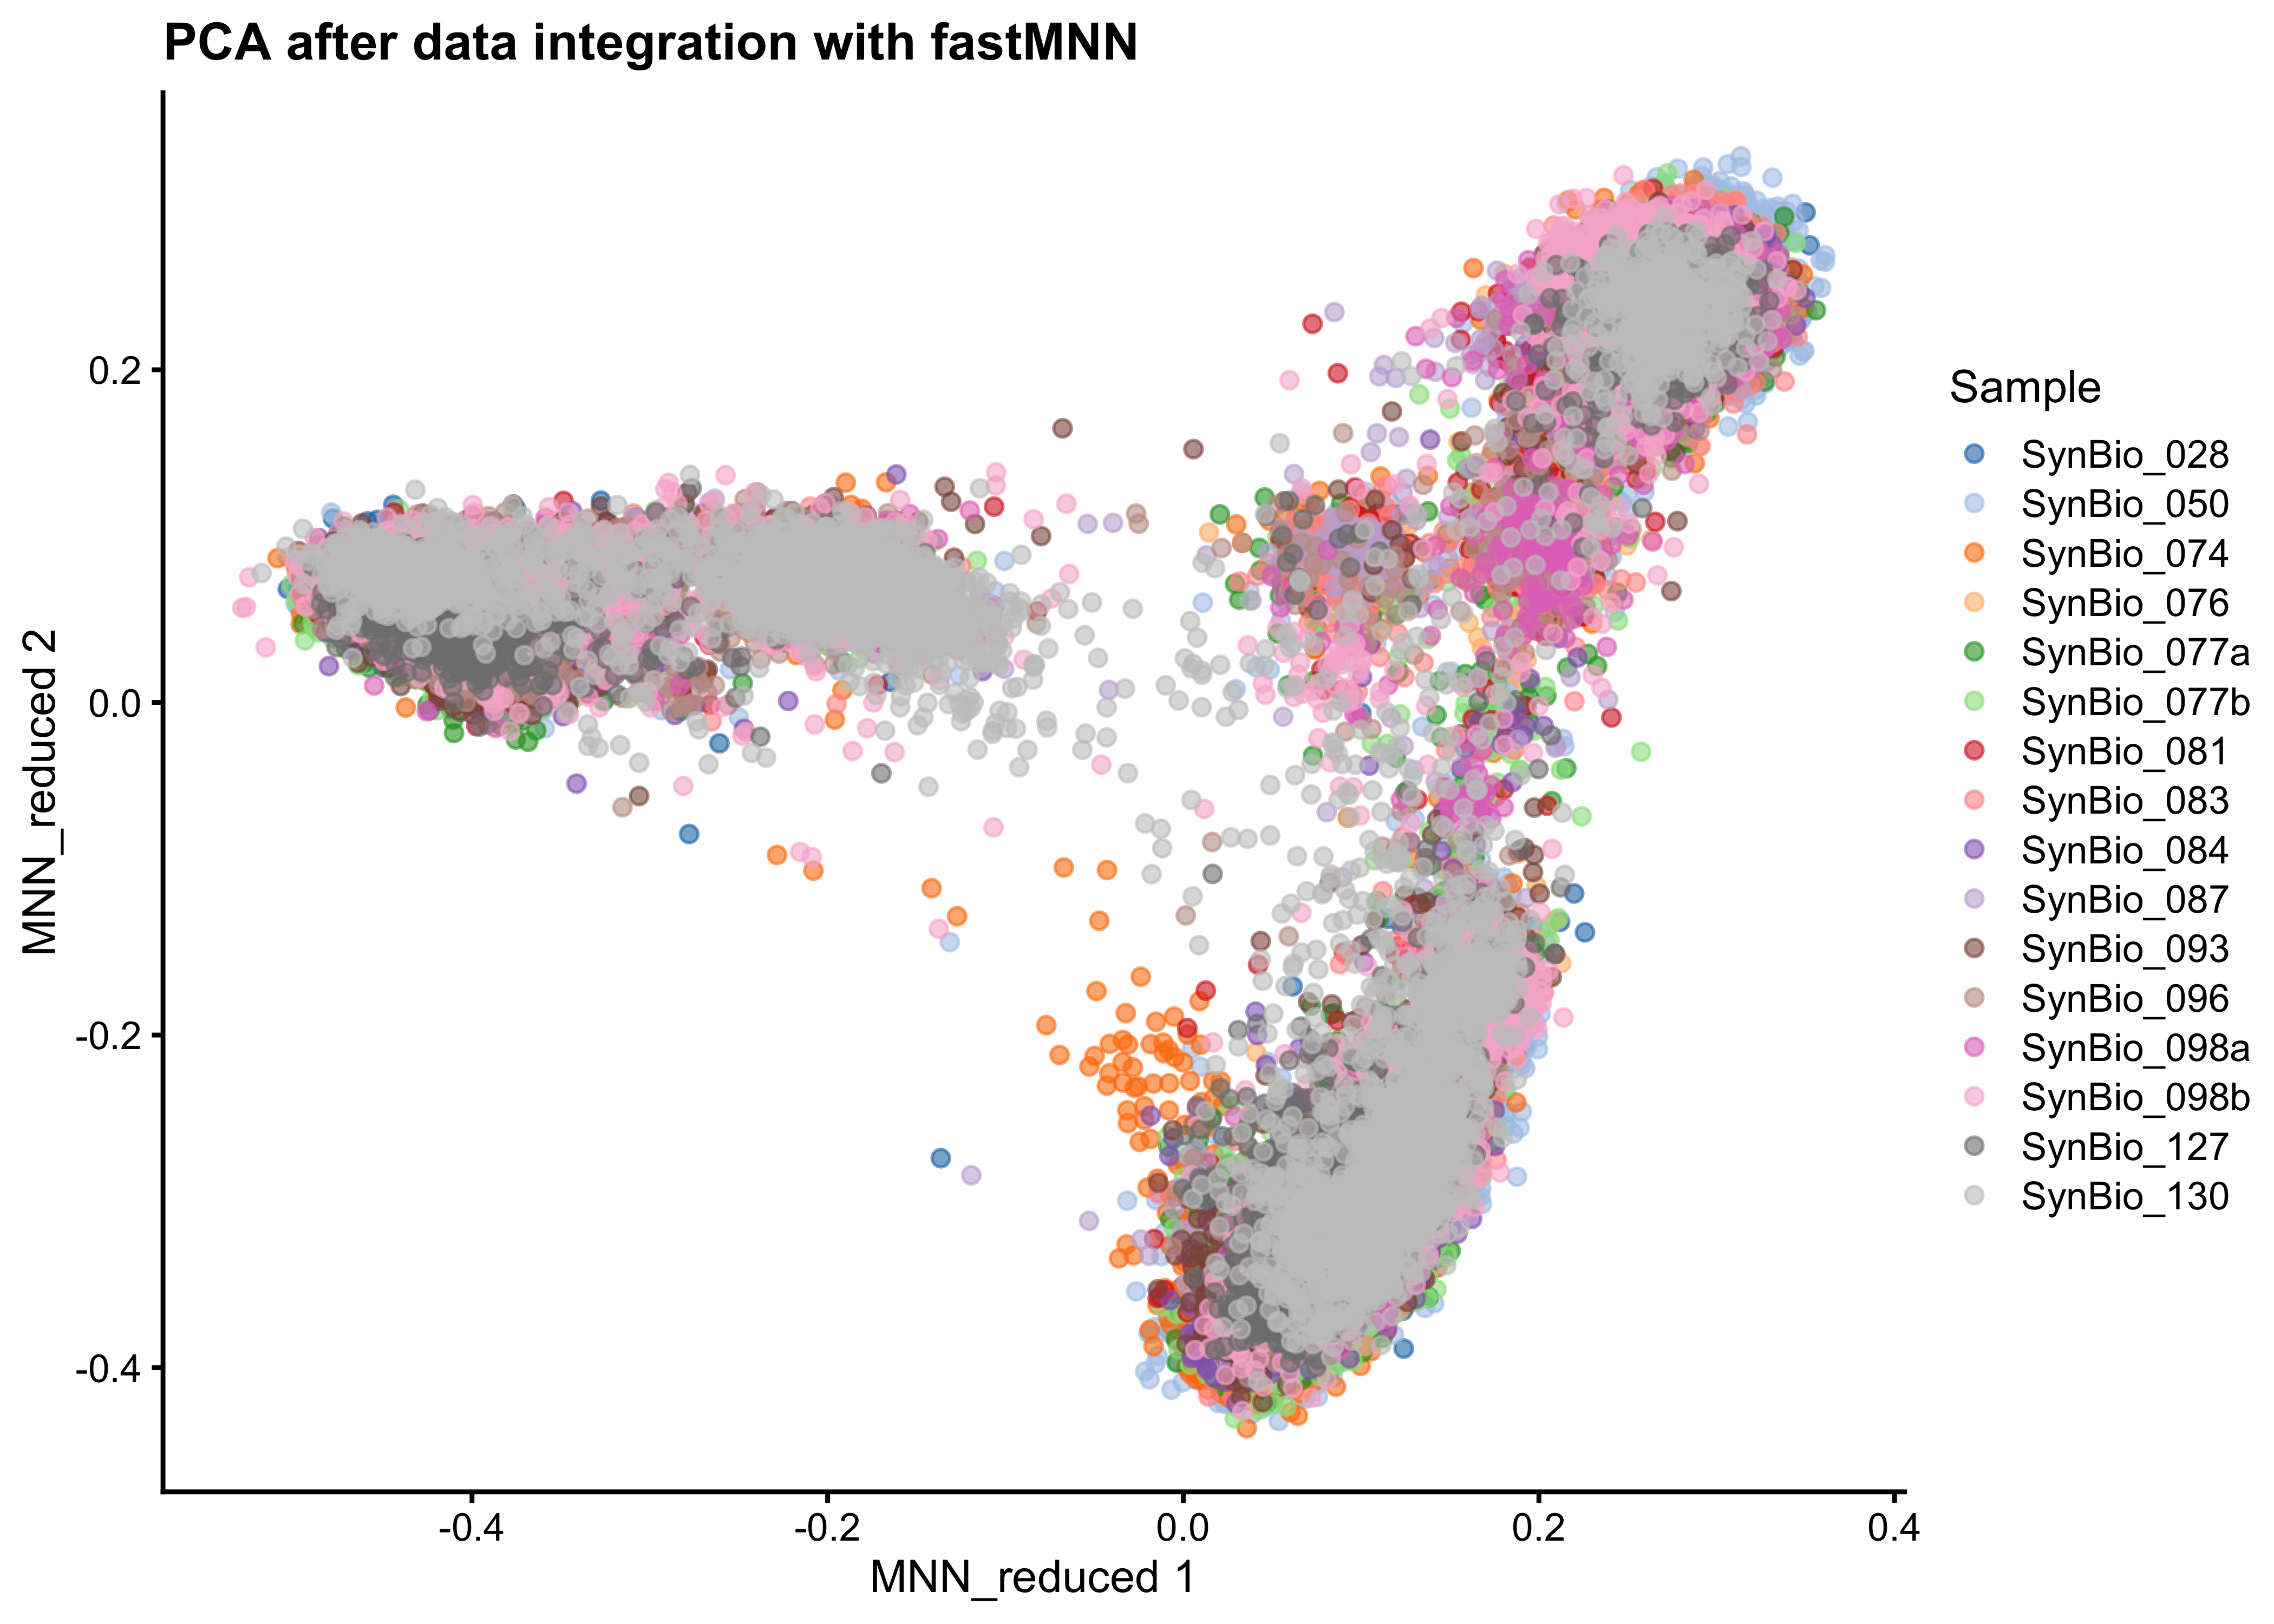 PCA after data integration with fastMNN
MNN_reduced 2
0.2
0.0
-0.2
-0.4
-0.4
-0.2
0.0
0.2
0.4
MNN_reduced 1
Sample
SynBio_028
SynBio_050
SynBio_074
SynBio_076
SynBio_077a
SynBio_077b
SynBio_081
SynBio_083
SynBio_084
SynBio_087
SynBio_093
SynBio_096
SynBio_098a
SynBio_098b
SynBio_127
SynBio_130